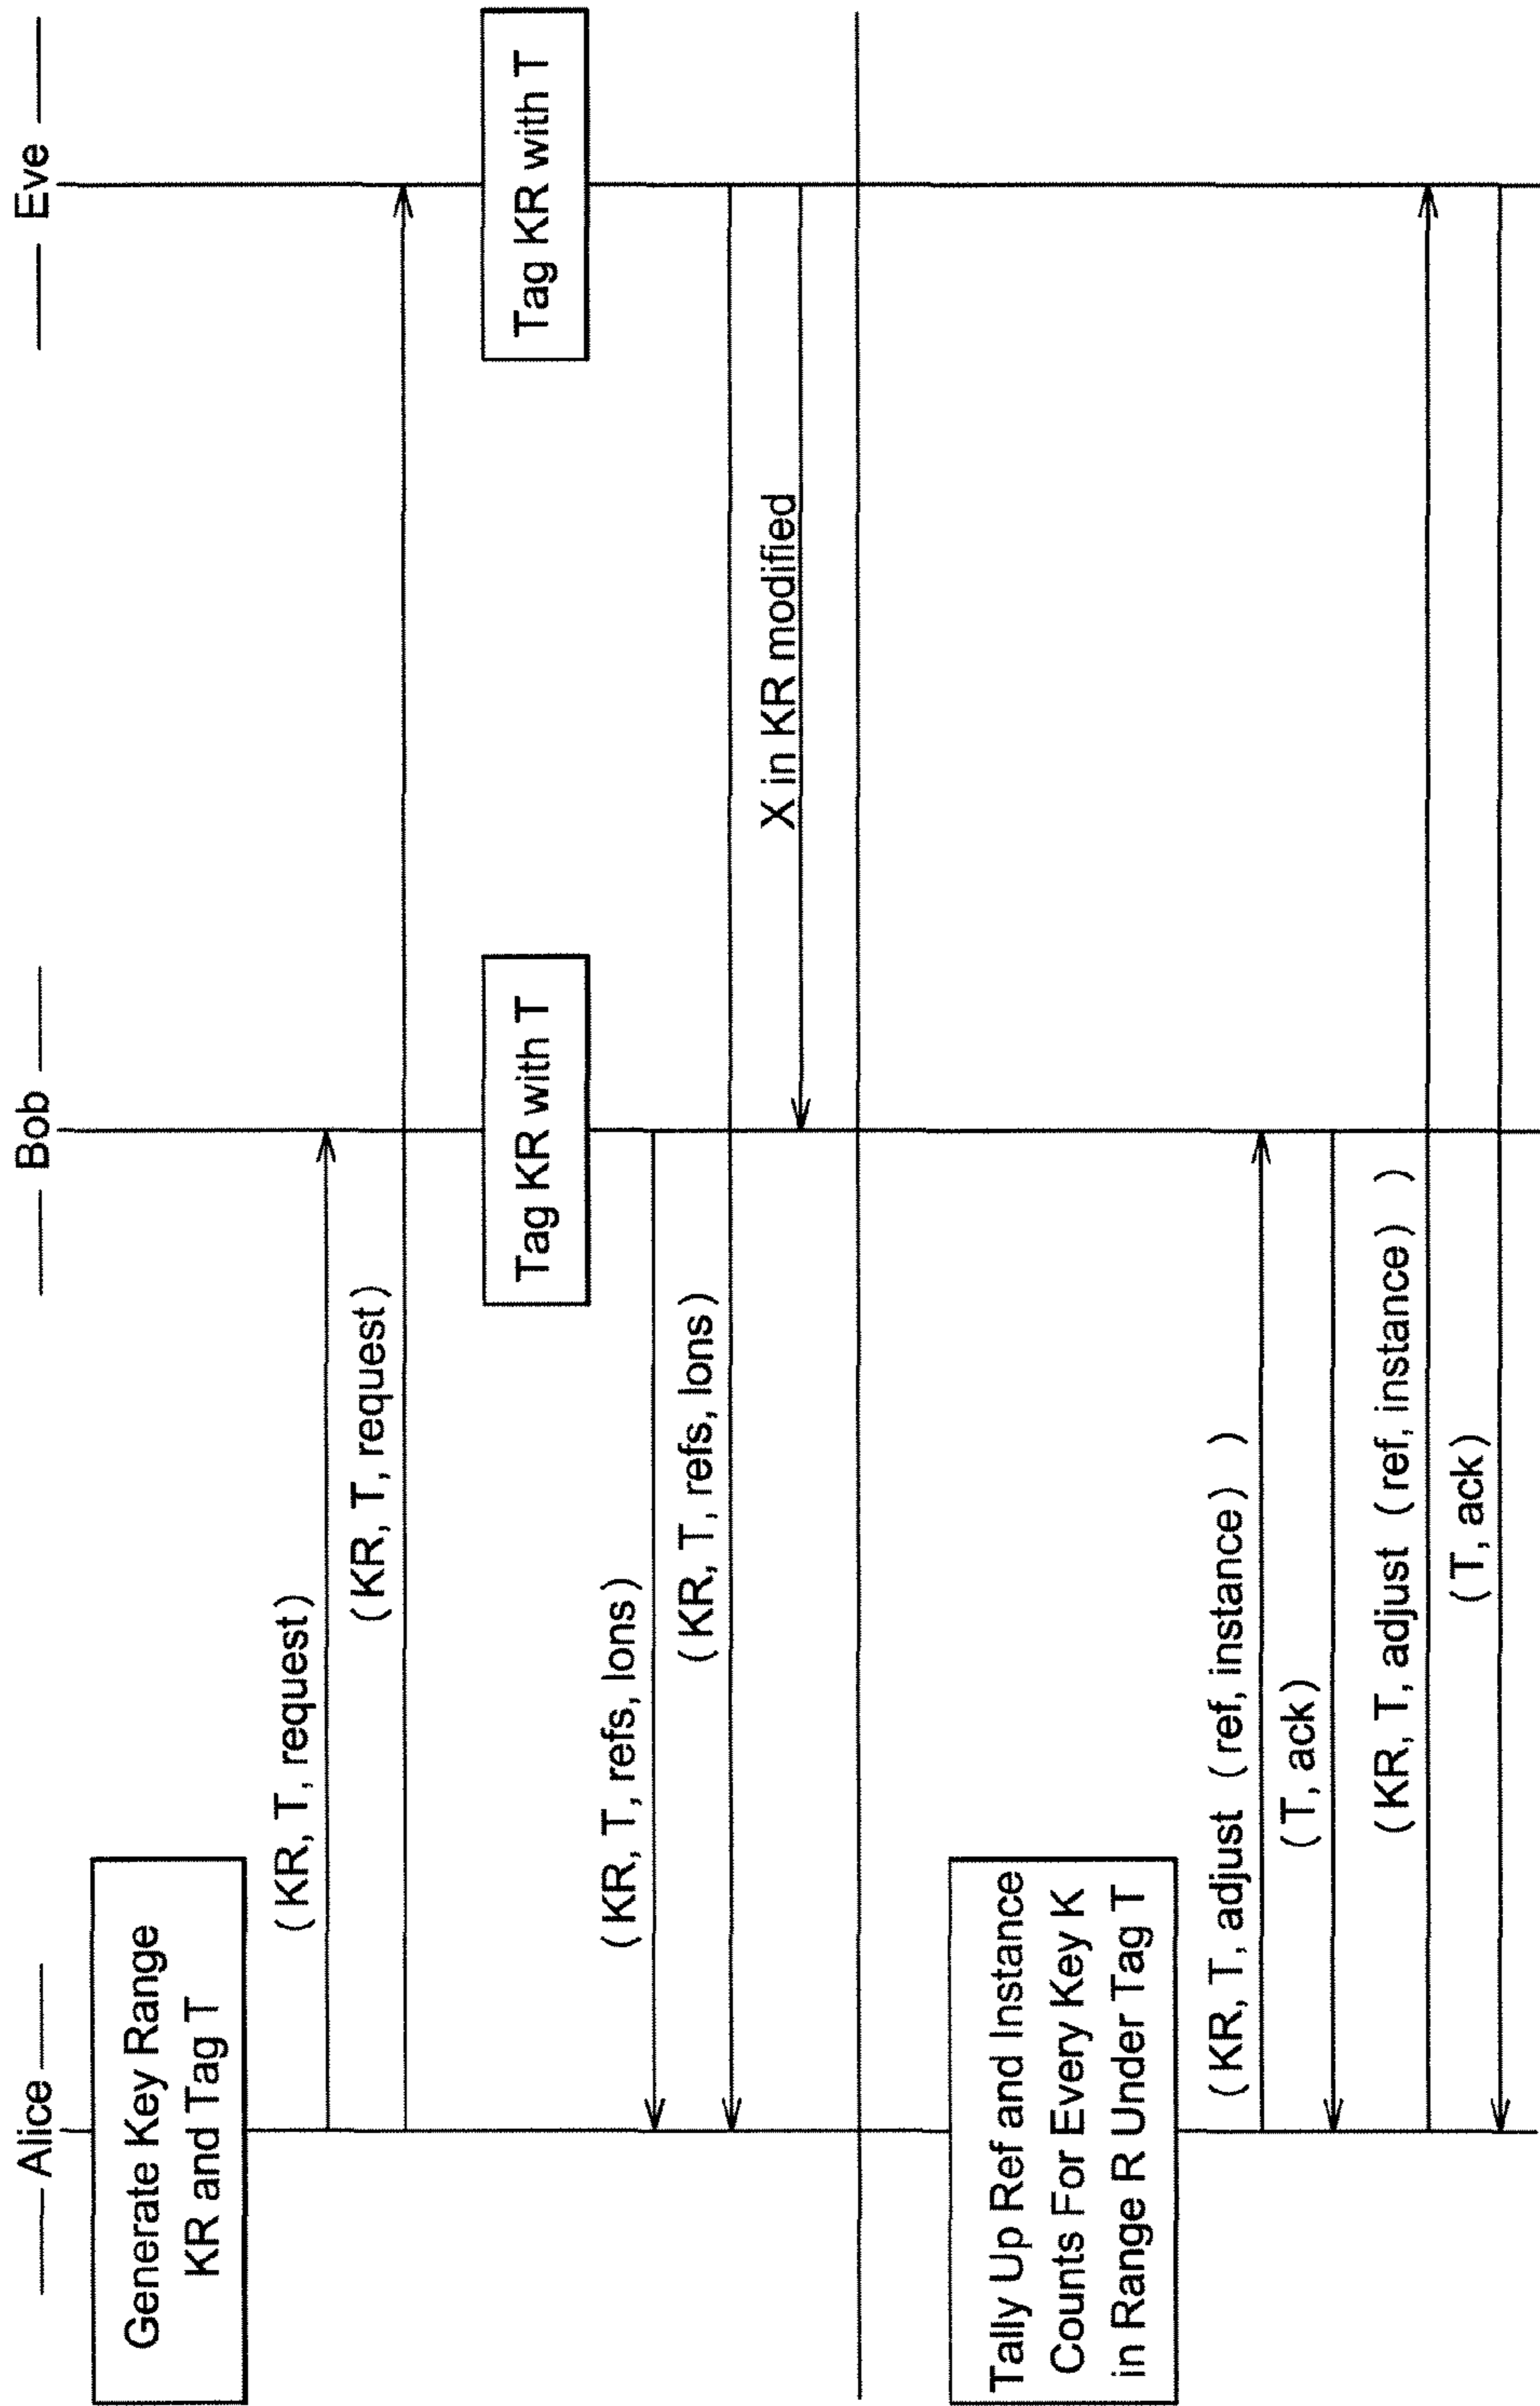 Alice
Bob
Eve
Generate Key Range
KR and Tag T
(KR, T, request)
(KR, T, request)
Tag KR with T
Tag KR with T
(KR, T, refs, lons)
(KR, T, refs, lons)
X in KR modified
Tally Up Ref and Instance
Counts For Every Key K
in Range R Under Tag T
(KR, T, adjust (ref, instance) )
(T, ack)
(KR, T, adjust (ref, instance) )
(T, ack)